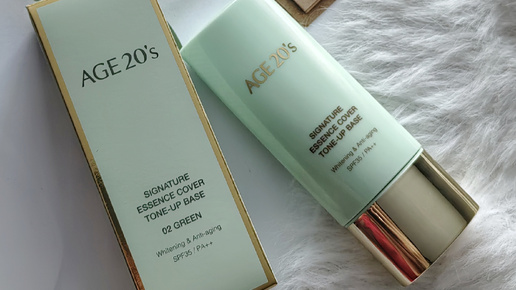 AGE 20's
SIGNATURE
ESSENCE COVER
TONE-UP BASE
02 GREEN
Whitening & Anti-aging
SPF35 / PA++
AGE 20's
SIGNATURE
ESSENCE COVER
TONE-UP BASE
Whitening & Anti-aging
SPF35 / PA++